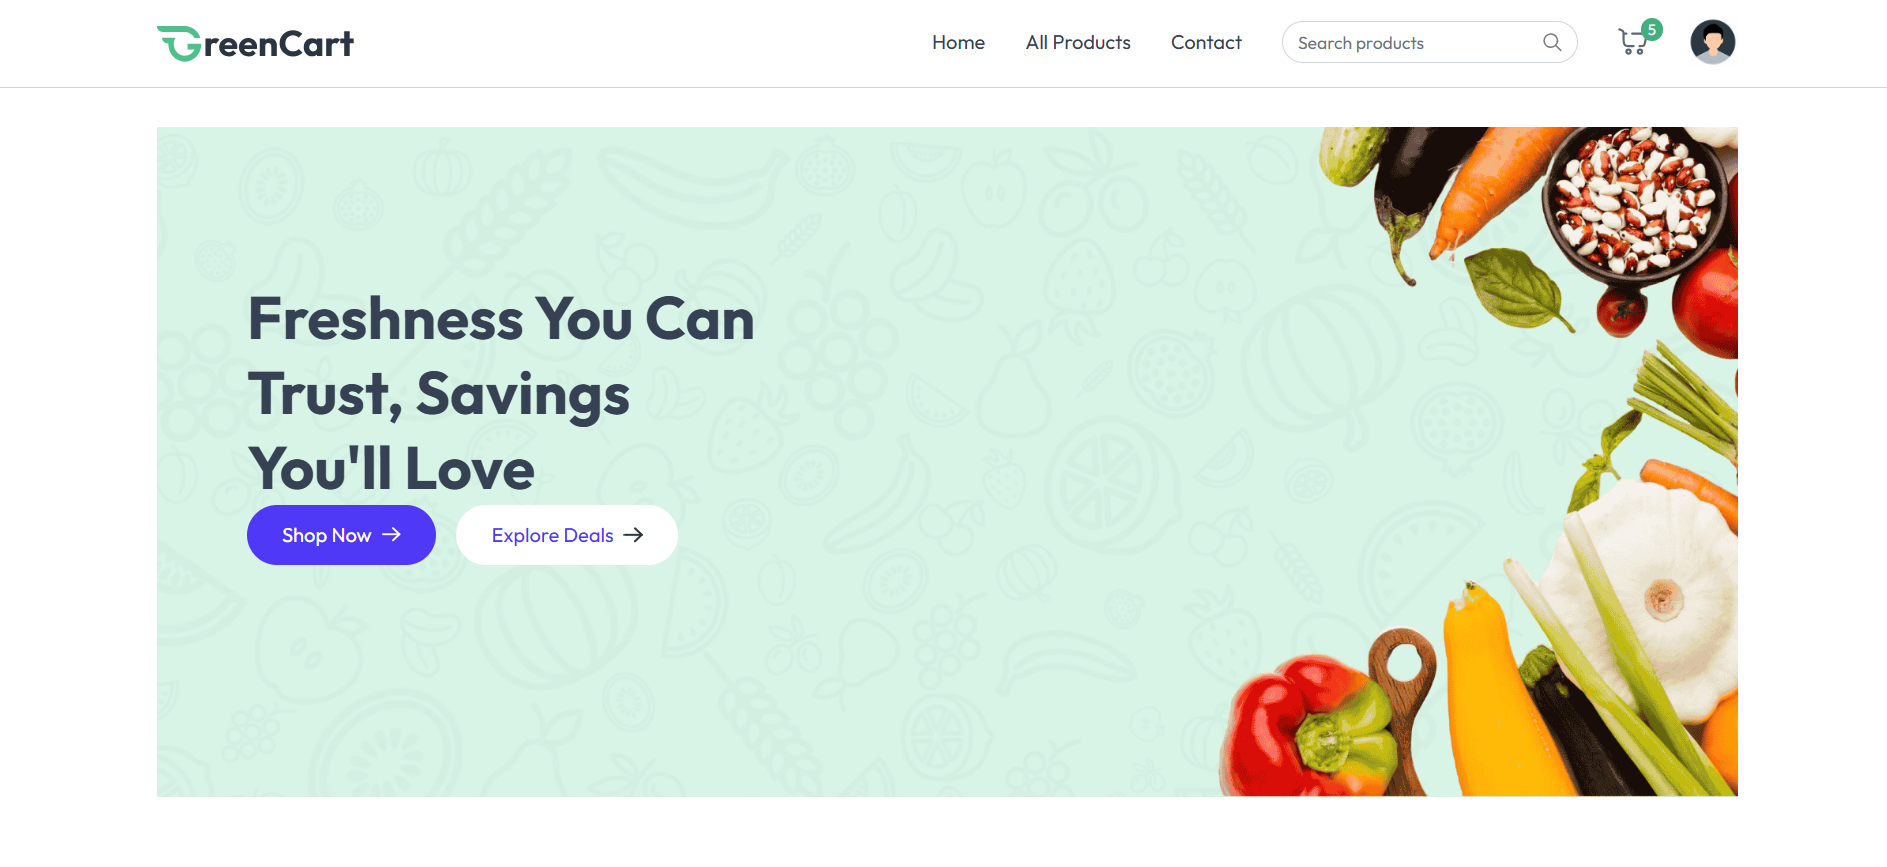 GreenCart
Home
All Products
Contact
Search products
5
Freshness You Can
Trust, Savings
You'll Love
Shop Now
Explore Deals